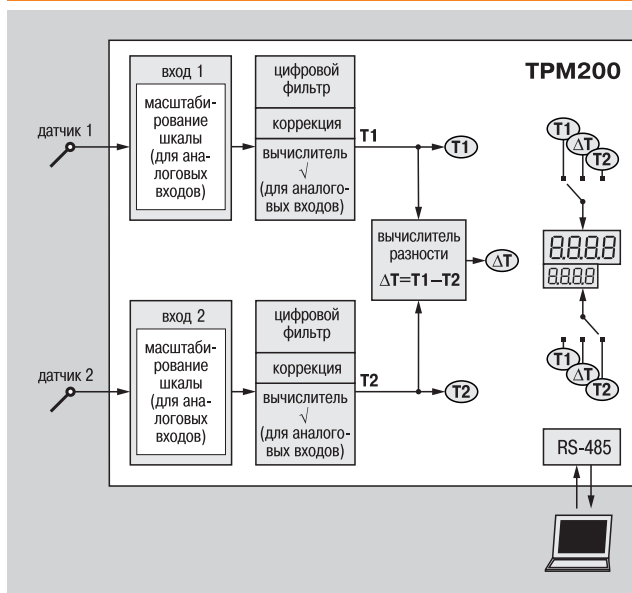 ТРМ200
вход 1
масштаби-
рование
шкалы
(для ана-
логовых
входов)
датчик 1
цифровой
фильтр
коррекция
вычислитель
√
(для аналого-
вых входов)
T1
T1
вычислитель
разности
ΔT=T1–T2
ΔT
вход 2
масштаби-
рование
шкалы
(для ана-
логовых
входов)
датчик 2
цифровой
фильтр
коррекция
вычислитель
√
(для аналого-
вых входов)
T2
T2
T1
ΔT
T2
8.8.8.8
8.8.8.8
T1
ΔT
T2
RS-485